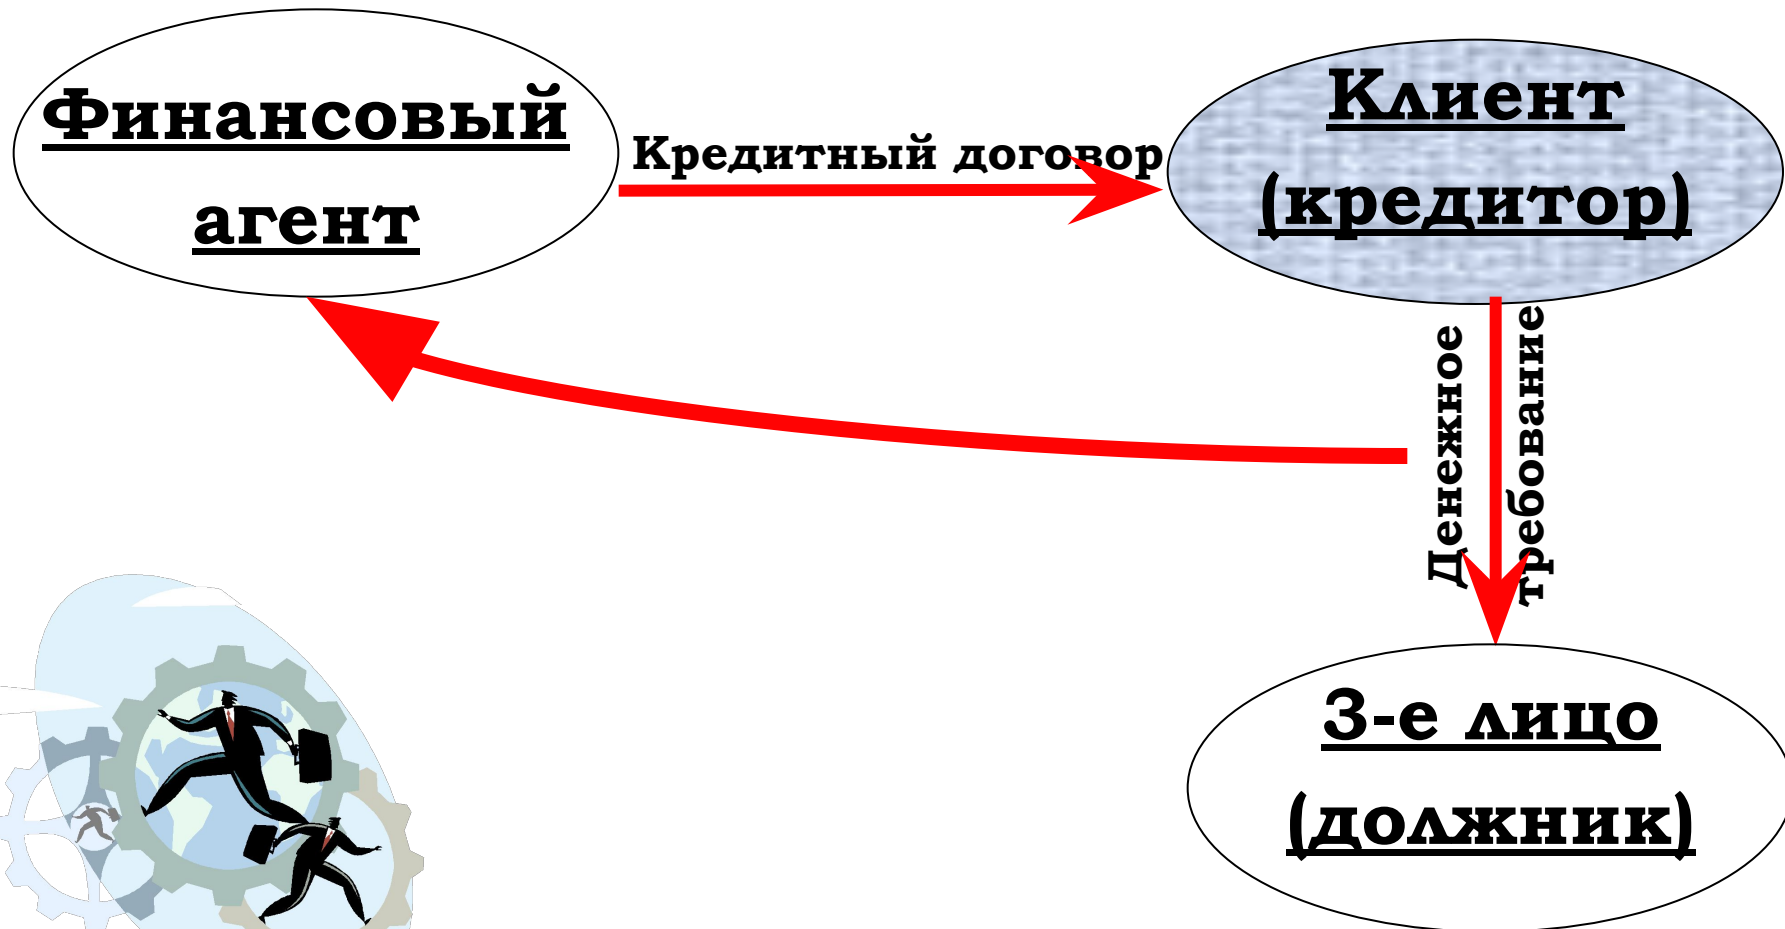 Финансовый
агент
Кредитный договор
Клиент
(кредитор)
Денежное
требование
3-е лицо
(должник)